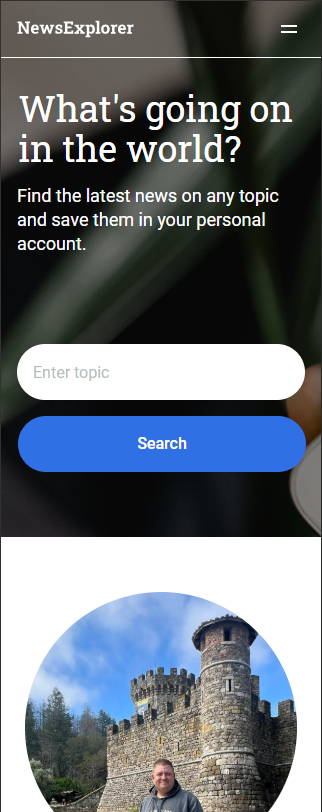 NewsExplorer
What's going on
in the world?
Find the latest news on any topic
and save them in your personal
account.
Enter topic
Search